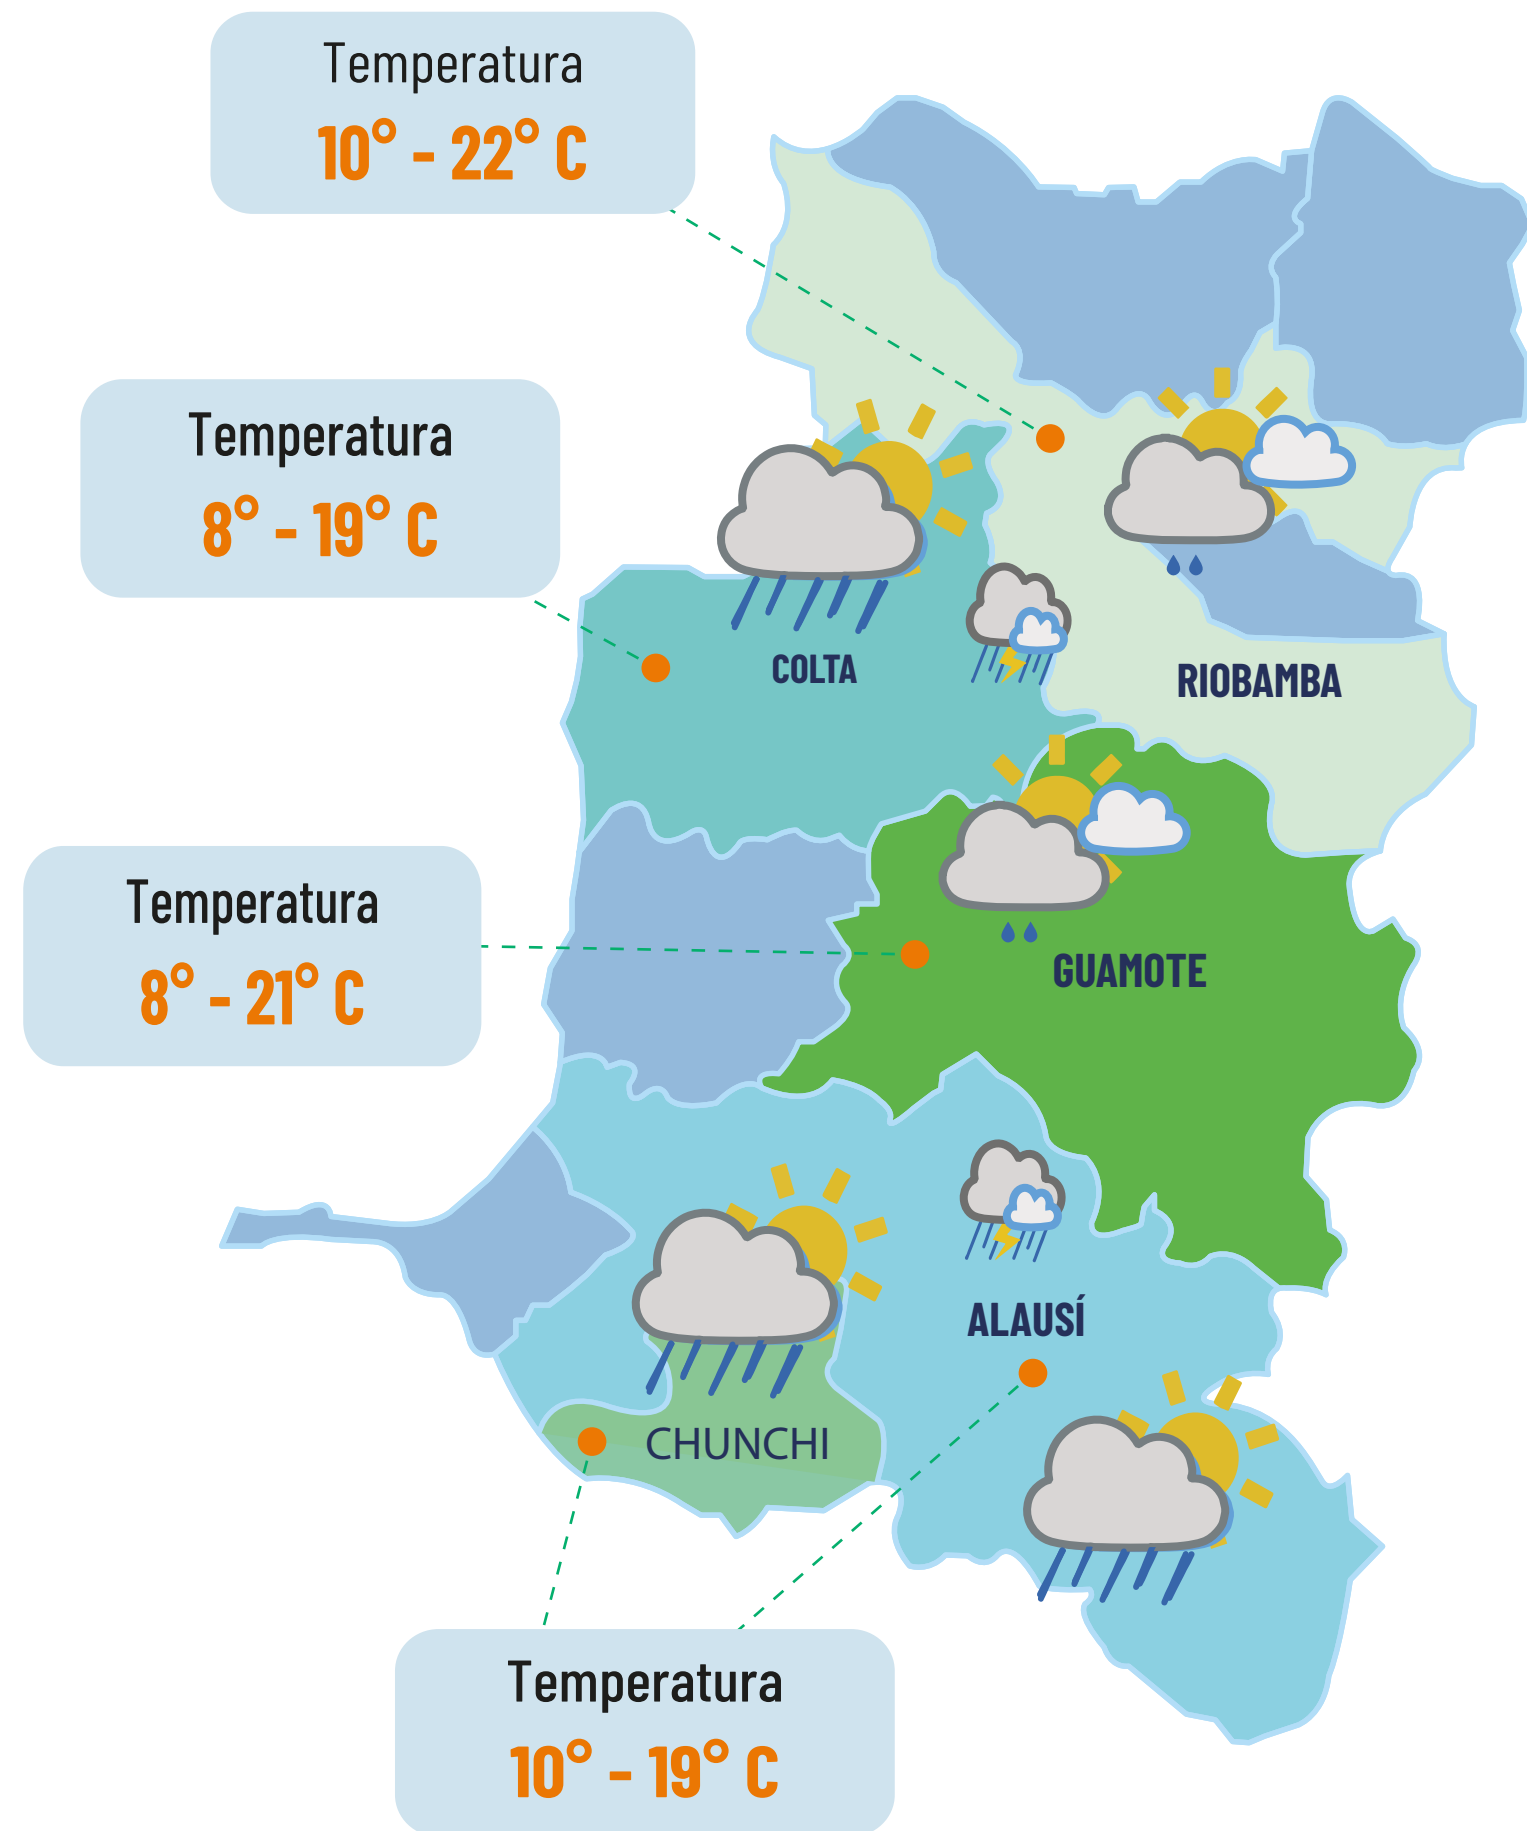 Temperatura
10° - 22° C
Temperatura
8° - 19° C
COLTA
RIOBAMBA
Temperatura
8° - 21° C
GUAMOTE
ALAUSÍ
CHUNCHI
Temperatura
10° - 19° C